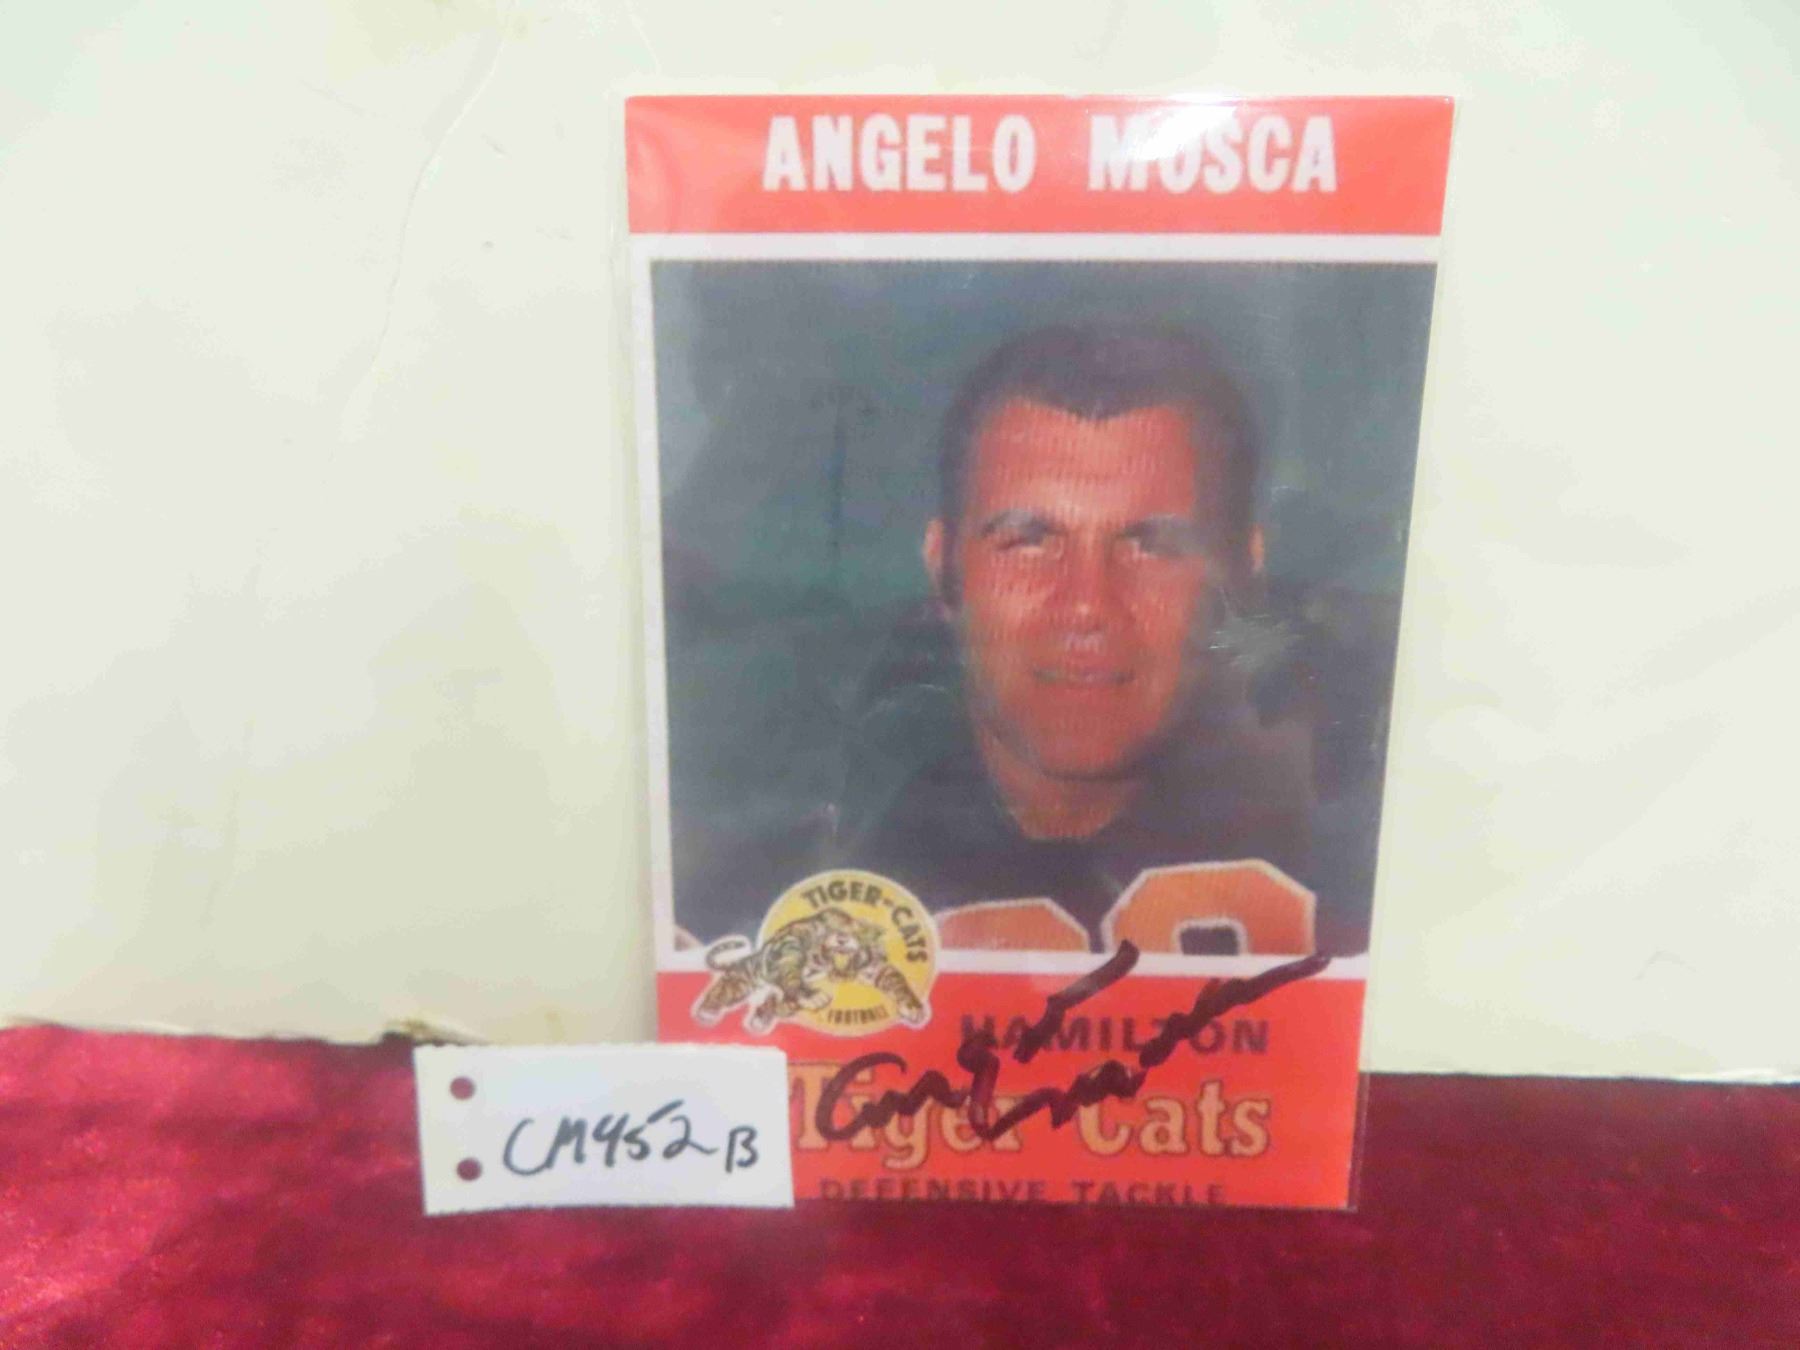 ANGELO MOSCA
TIGER-CATS
FOOTBALL
HAMILTON
Tiger Cats
DEFENSIVE TACKLE
CM452B